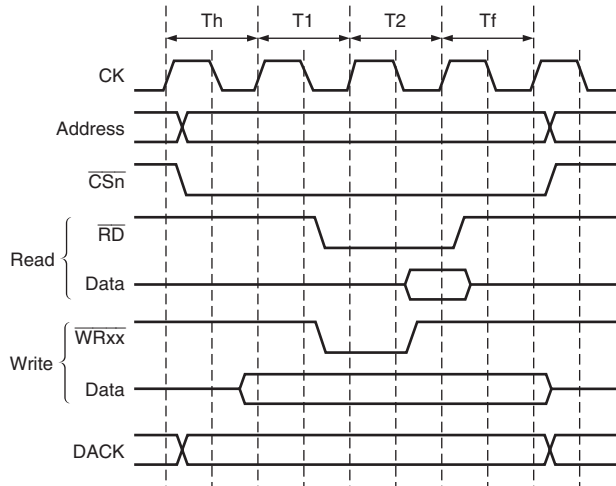 Th T1 T2 Tf
CK
Address
CSn
RD
Read
Data
WRxx
Write
Data
DACK